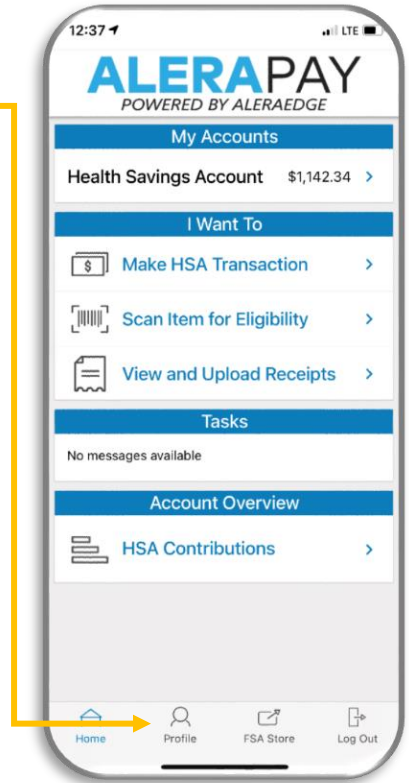 12:37 LTE
ALERAPAY
POWERED BY ALERAEDGE
My Accounts
Health Savings Account $1,142.34 >
I Want To
$ Make HSA Transaction >
Scan Item for Eligibility >
View and Upload Receipts >
Tasks
No messages available
Account Overview
HSA Contributions >
Home Profile FSA Store Log Out